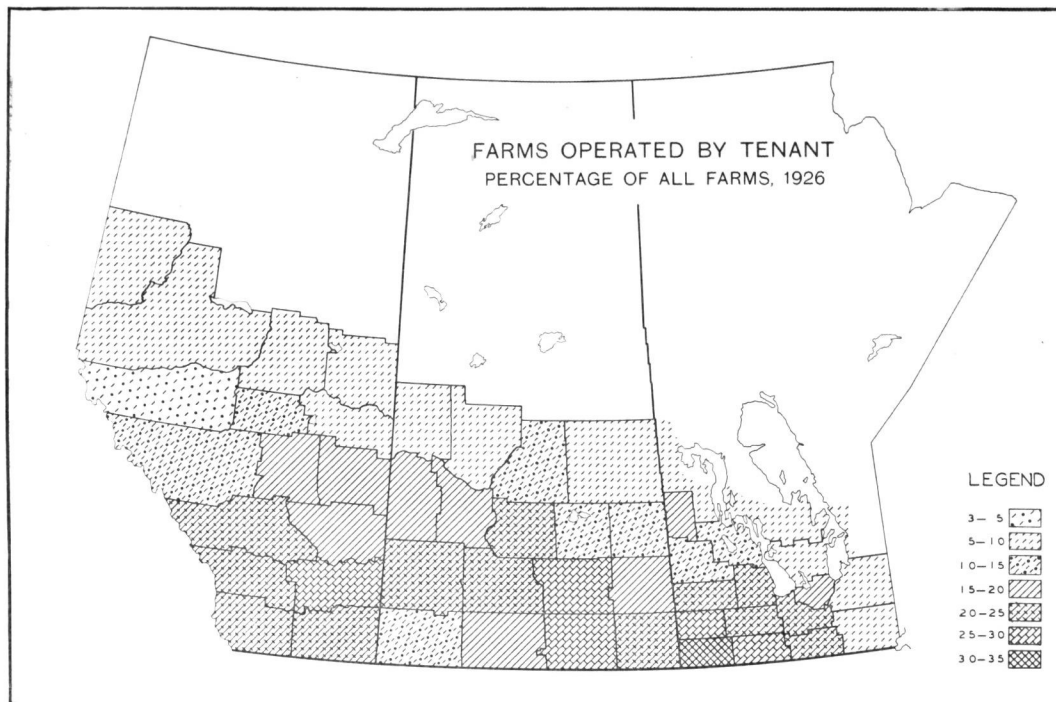 FARMS OPERATED BY TENANT
PERCENTAGE OF ALL FARMS, 1926
LEGEND
3– 5
5–10
10–15
15–20
20–25
25–30
30–35